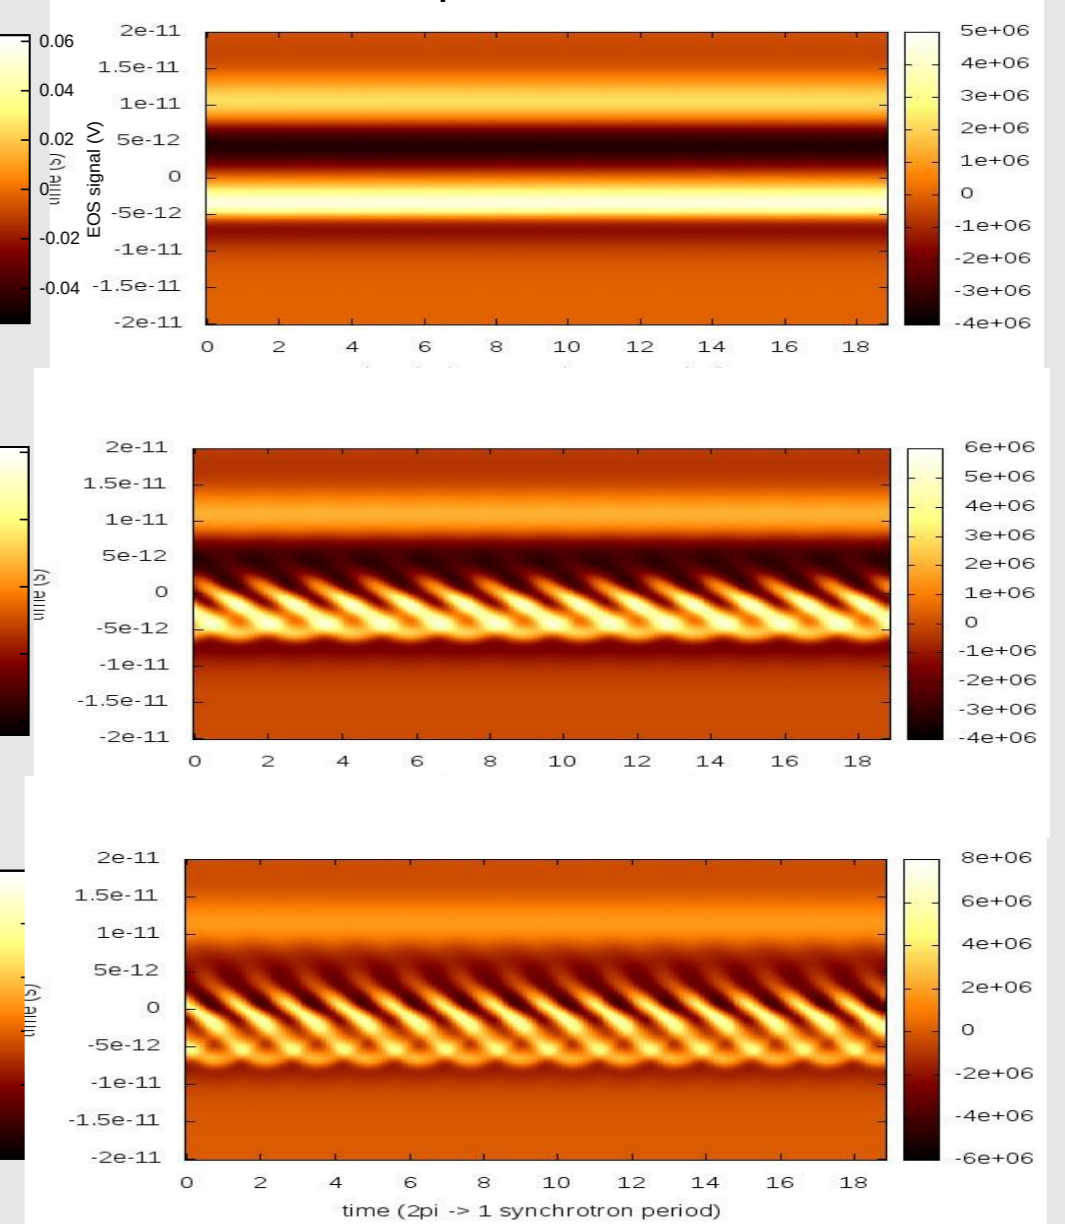 0.06
0.04
0.02
0
-0.02
-0.04
EOS signal (V)
time (s)
2e-11
1.5e-11
1e-11
5e-12
0
-5e-12
-1e-11
-1.5e-11
-2e-11
0 2 4 6 8 10 12 14 16 18
5e+06
4e+06
3e+06
2e+06
1e+06
0
-1e+06
-2e+06
-3e+06
-4e+06
time (s)
2e-11
1.5e-11
1e-11
5e-12
0
-5e-12
-1e-11
-1.5e-11
-2e-11
0 2 4 6 8 10 12 14 16 18
6e+06
5e+06
4e+06
3e+06
2e+06
1e+06
0
-1e+06
-2e+06
-3e+06
-4e+06
time (s)
2e-11
1.5e-11
1e-11
5e-12
0
-5e-12
-1e-11
-1.5e-11
-2e-11
0 2 4 6 8 10 12 14 16 18
time (2pi -> 1 synchrotron period)
8e+06
6e+06
4e+06
2e+06
0
-2e+06
-4e+06
-6e+06